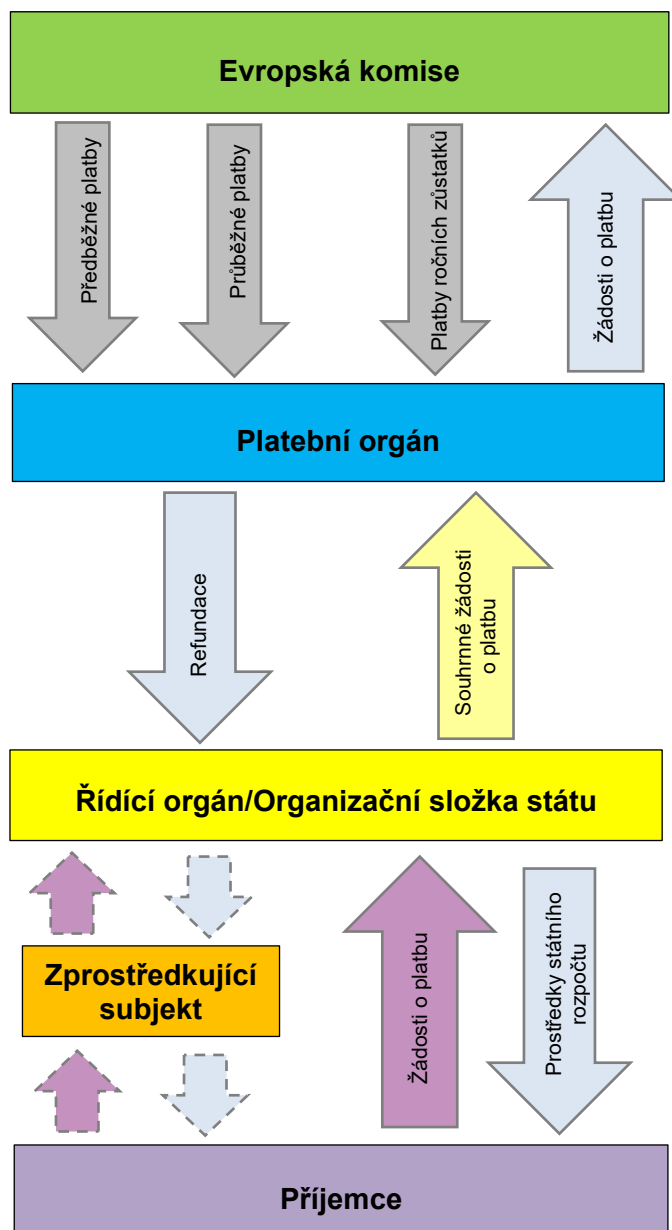 Evropská komise
Předběžné platby
Průběžné platby
Platby ročních zůstatků
Žádosti o platbu
Platební orgán
Refundace
Souhrnné žádosti
o platbu
Řídící orgán/Organizační složka státu
Zprostředkující
subjekt
Žádosti o platbu
Prostředky státního
rozpočtu
Příjemce